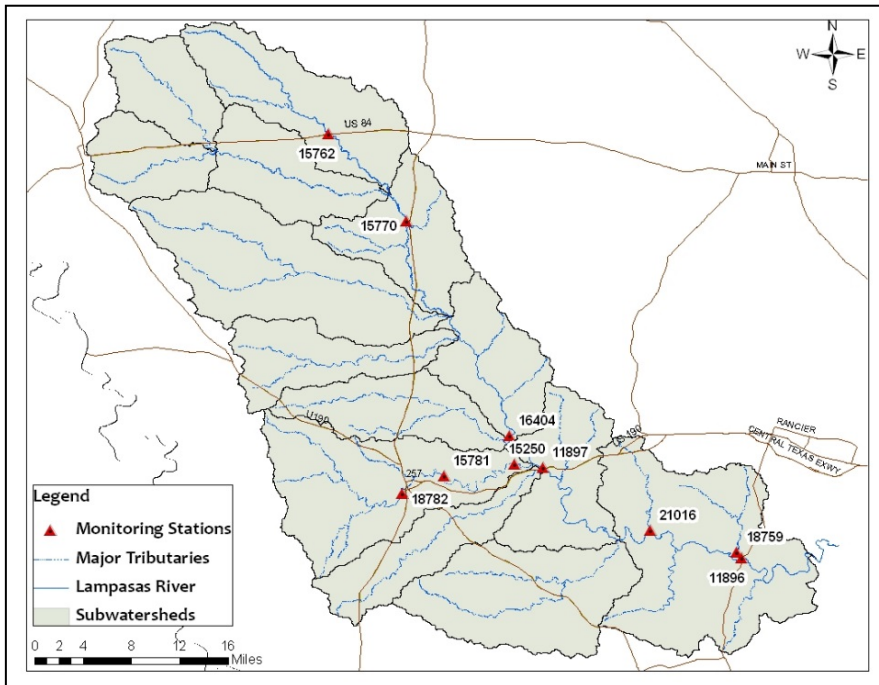 N
W E
S
US 84
MAIN ST
15762
15770
16404
U190
US 190
RANCIER
CENTRAL TEXAS EXWY
15250
11897
15781
257
18782
21016
18759
11896
Legend
Monitoring Stations
Major Tributaries
Lampasas River
Subwatersheds
0 2 4 8 12 16
Miles